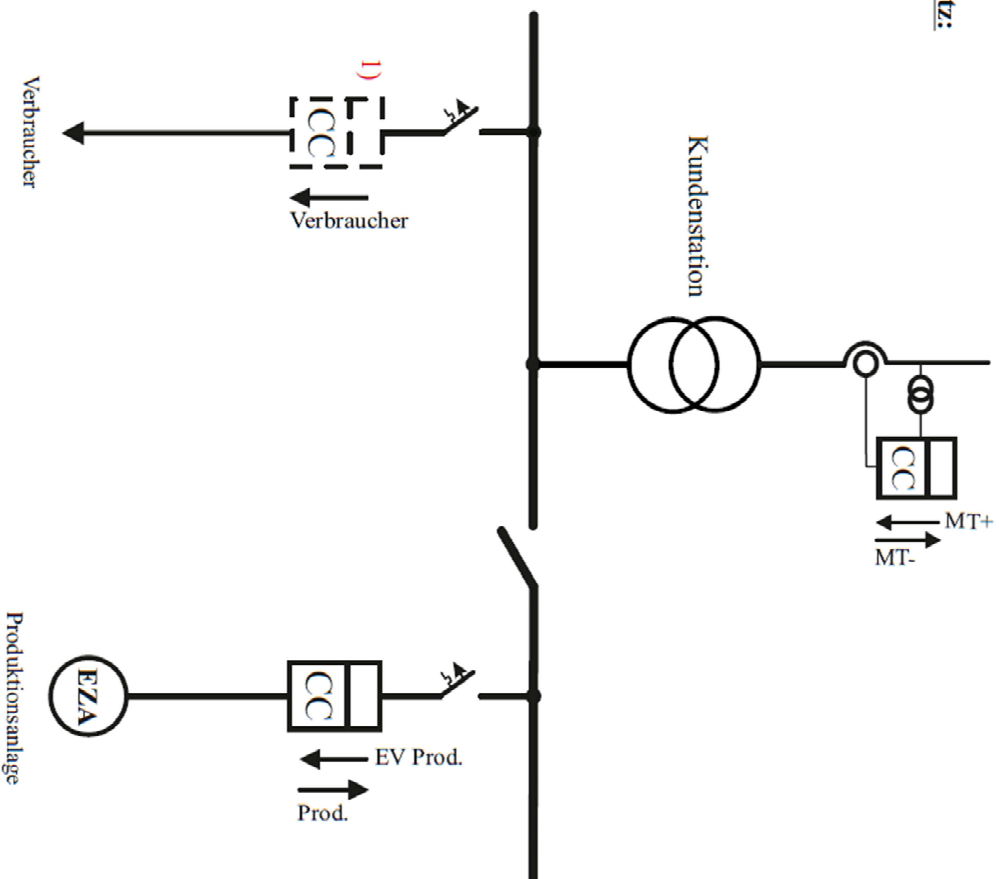 tz:
Kundenstation
CC
MT+
MT-
1)
CC
Verbraucher
Verbraucher
CC
EV Prod.
Prod.
EZA
Produktionsanlage